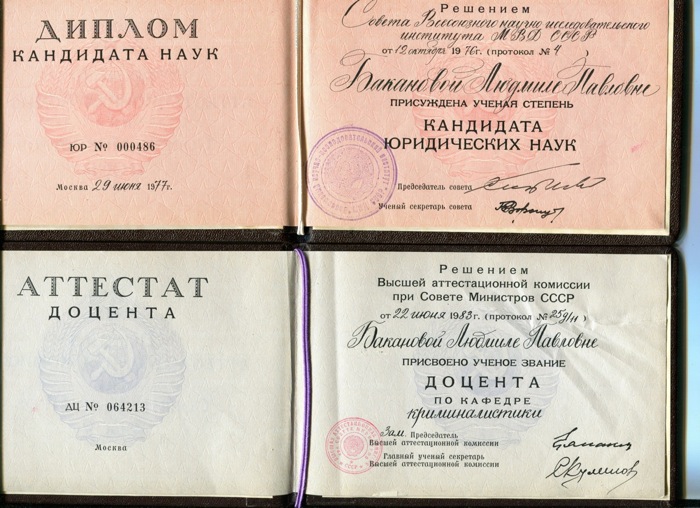 ДИПЛОМ
КАНДИДАТА НАУК
ЮР № 000486
Москва 29 июня 1977г.
Решением
Совета Всесоюзного научно-исследовательского
института МВД СССР
от 12 октября 1976г. (протокол № 4)
Бакановой Людмиле Павловне
ПРИСУЖДЕНА УЧЕНАЯ СТЕПЕНЬ
КАНДИДАТА
ЮРИДИЧЕСКИХ НАУК
Председатель совета
Ученый секретарь совета
АТТЕСТАТ
ДОЦЕНТА
ДЦ № 064213
Москва
Решением
Высшей аттестационной комиссии
при Совете Министров СССР
от 22 июня 1983г. (протокол № 25д/11)
Бакановой Людмиле Павловне
ПРИСВОЕНО УЧЕНОЕ ЗВАНИЕ
ДОЦЕНТА
ПО КАФЕДРЕ
криминалистики
Зам. Председатель
Высшей аттестационной комиссии
Главный ученый секретарь
Высшей аттестационной комиссии